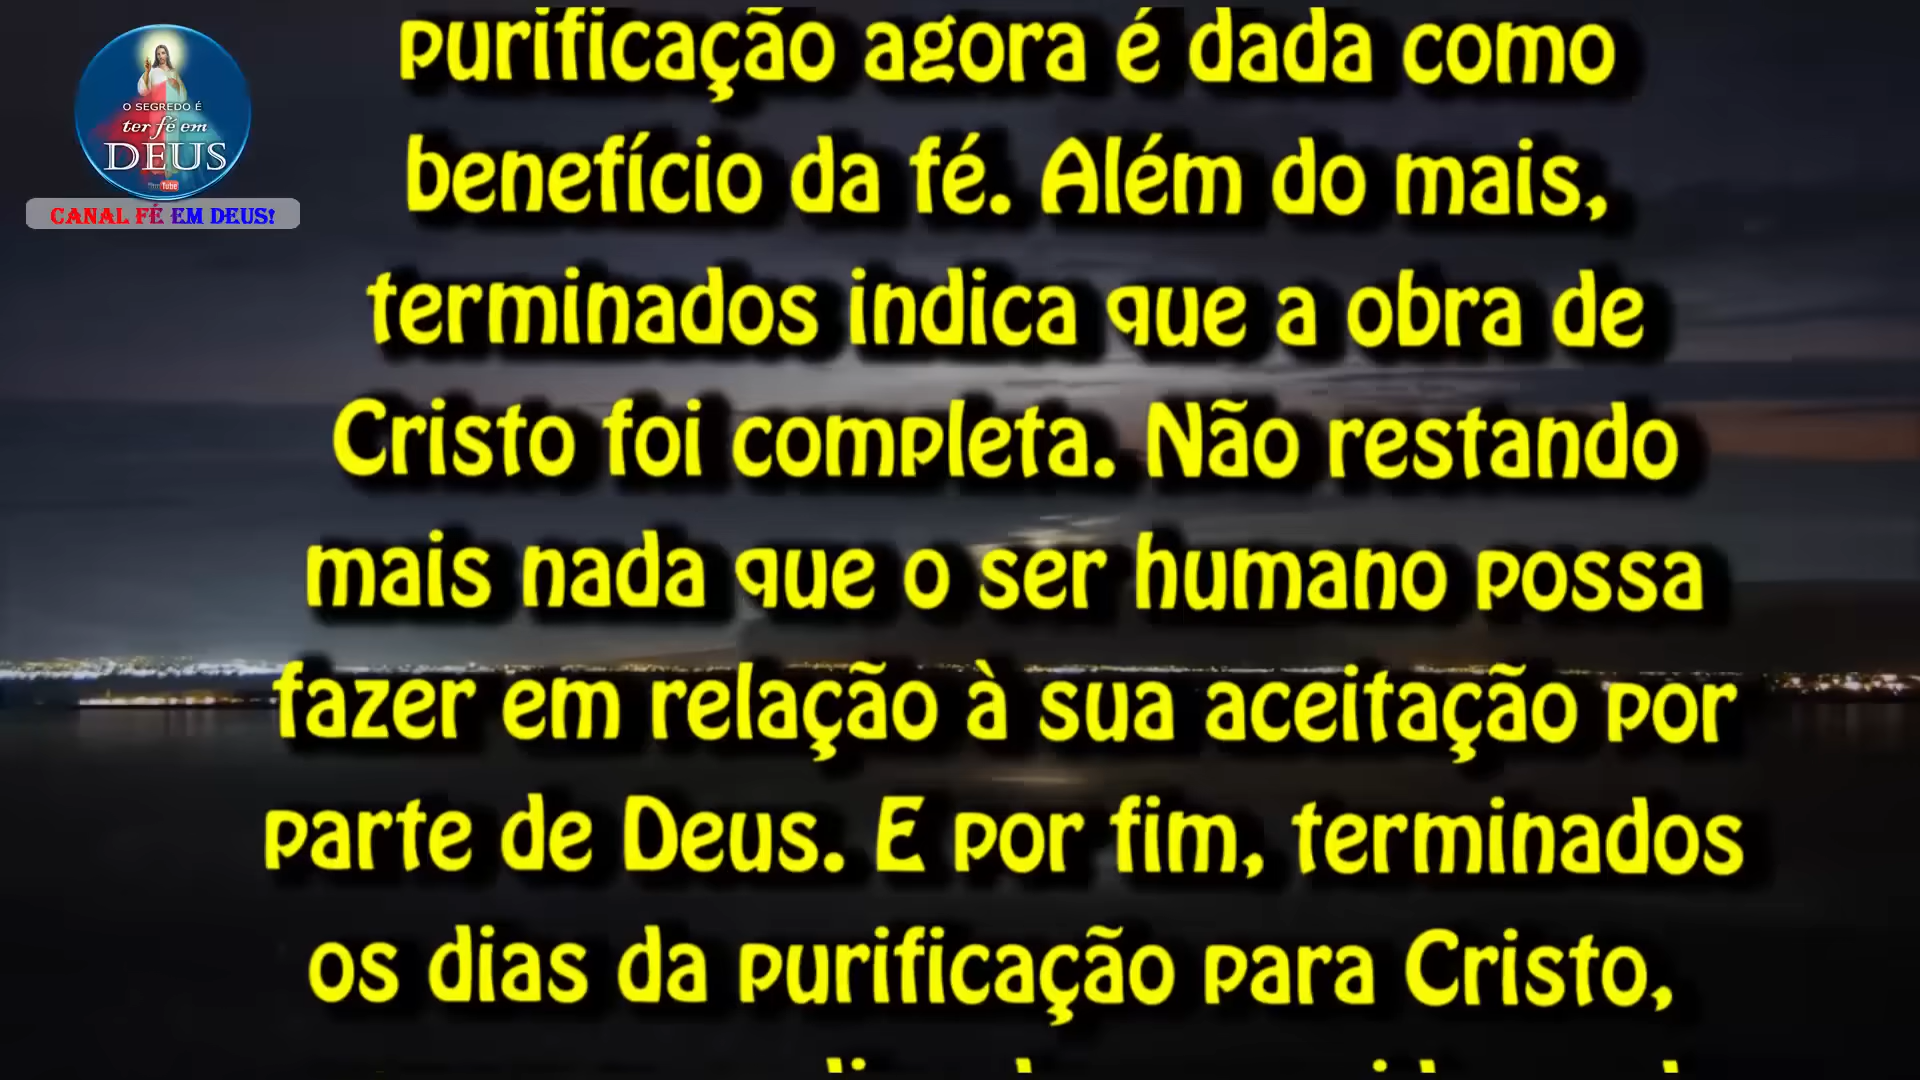 O SEGREDO É
ter fé em
DEUS
CANAL FÉ EM DEUS!
purificação agora é dada como
benefício da fé. Além do mais,
terminados indica que a obra de
Cristo foi completa. Não restando
mais nada que o ser humano possa
fazer em relação à sua aceitação por
parte de Deus. E por fim, terminados
os dias da purificação para Cristo,